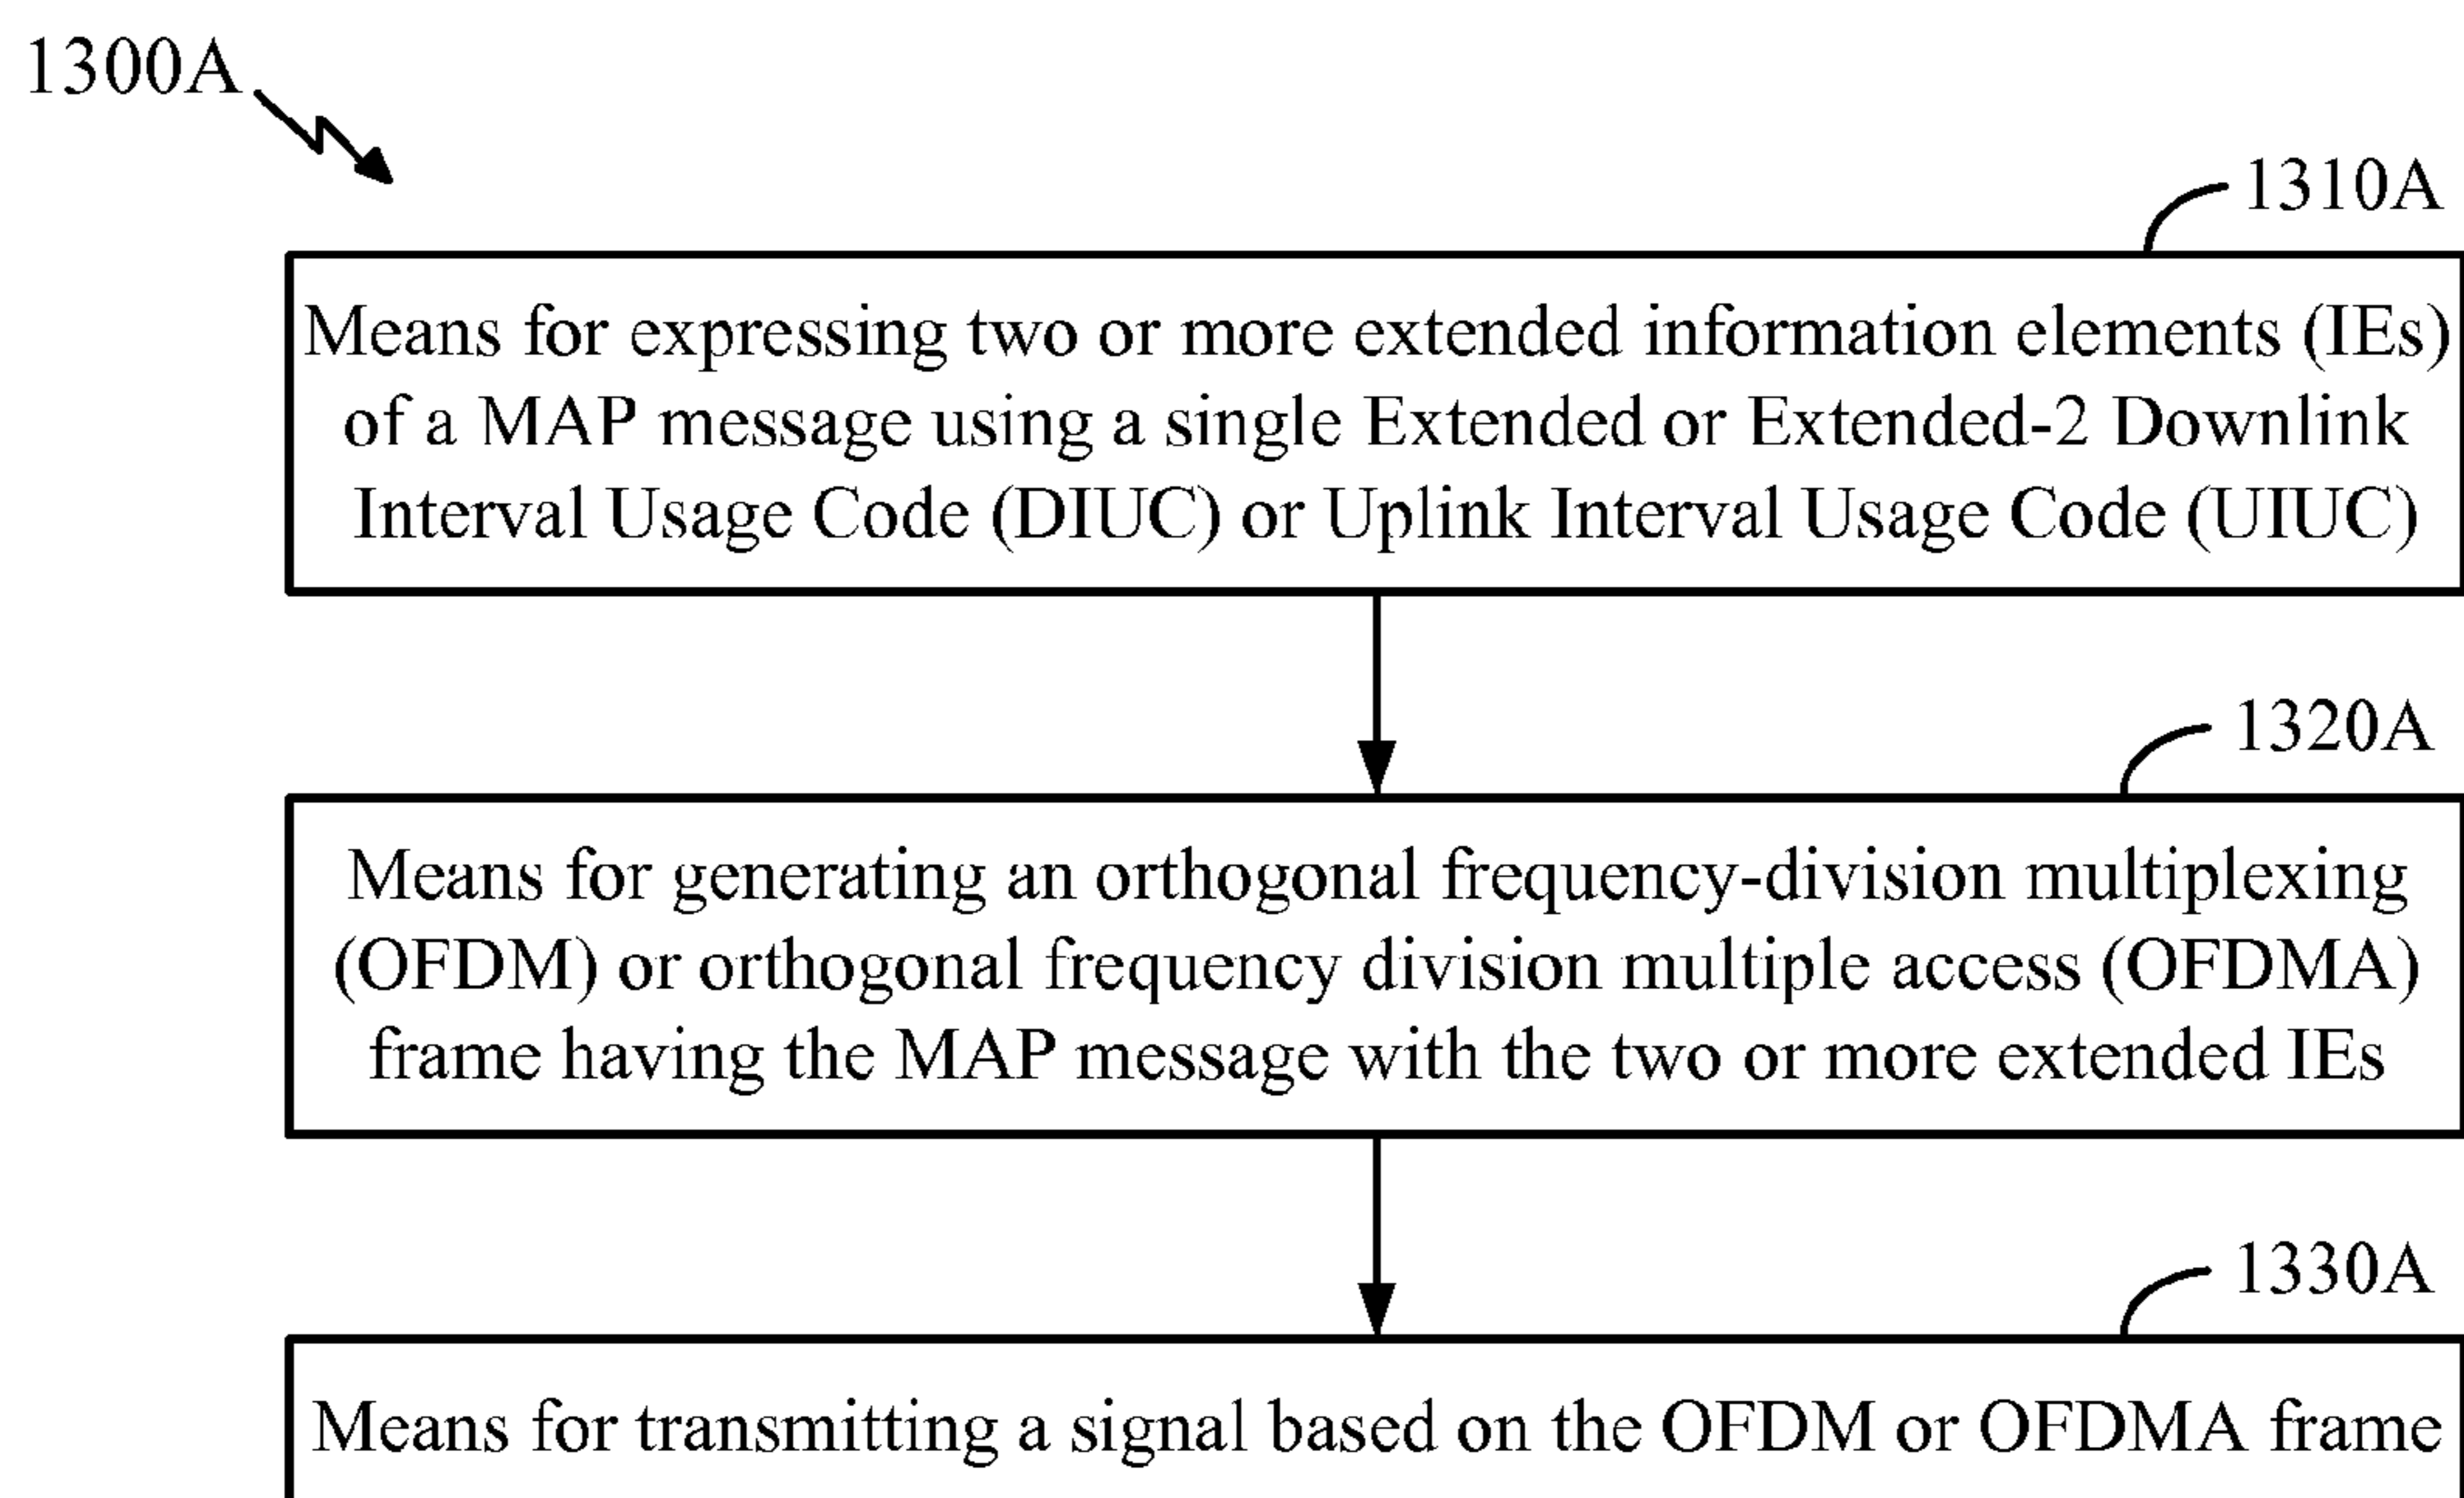 1300A
1310A
Means for expressing two or more extended information elements (IEs)
of a MAP message using a single Extended or Extended-2 Downlink
Interval Usage Code (DIUC) or Uplink Interval Usage Code (UIUC)
1320A
Means for generating an orthogonal frequency-division multiplexing
(OFDM) or orthogonal frequency division multiple access (OFDMA)
frame having the MAP message with the two or more extended IEs
1330A
Means for transmitting a signal based on the OFDM or OFDMA frame